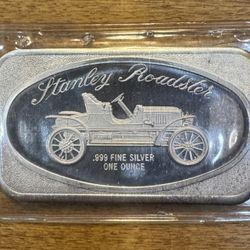 Stanley Roadster
.999 FINE SILVER
ONE OUNCE